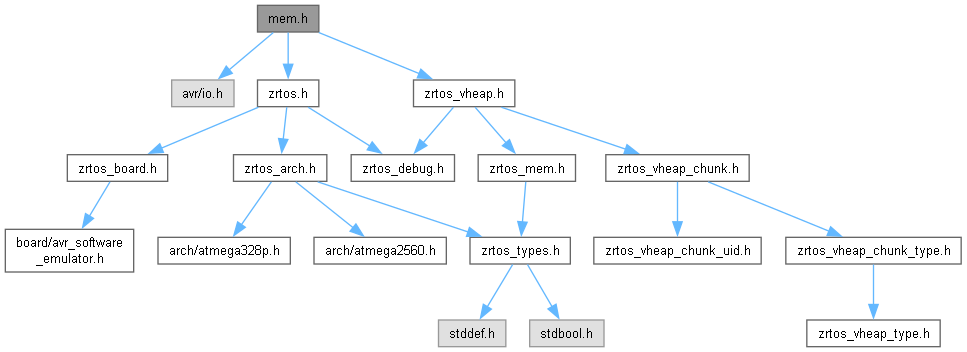 mem.h
avr/io.h
zrtos.h
zrtos_vheap.h
zrtos_board.h
zrtos_arch.h
zrtos_debug.h
zrtos_mem.h
zrtos_vheap_chunk.h
board/avr_software
_emulator.h
arch/atmega328p.h
arch/atmega2560.h
zrtos_types.h
zrtos_vheap_chunk_uid.h
zrtos_vheap_chunk_type.h
stddef.h
stdbool.h
zrtos_vheap_type.h